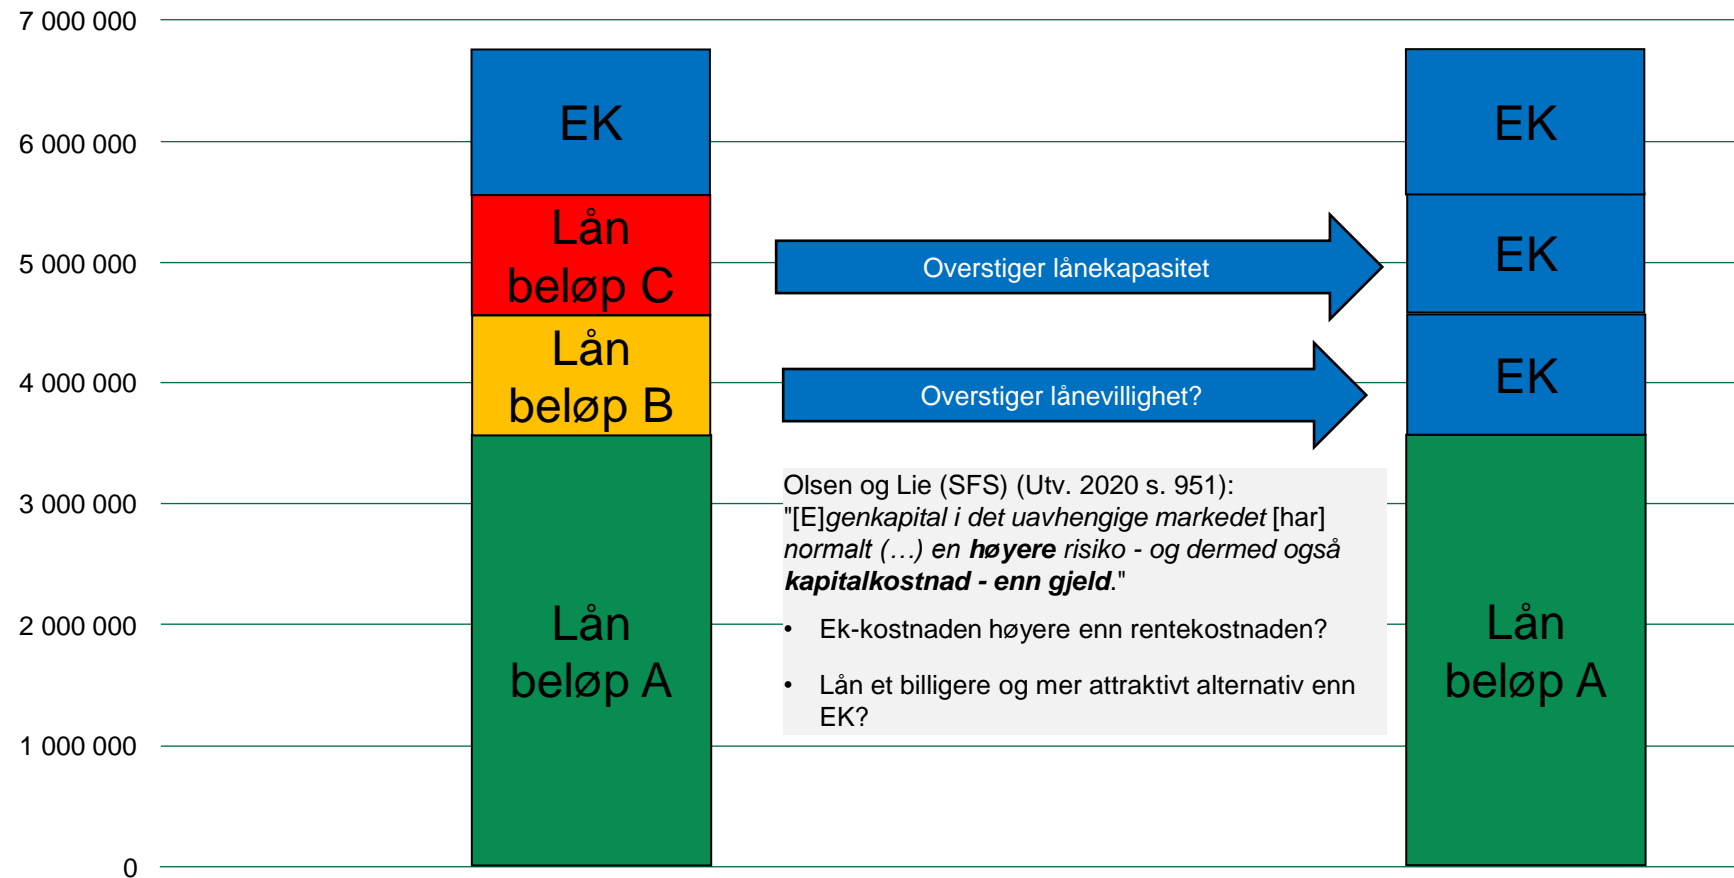 7 000 000
6 000 000
5 000 000
4 000 000
3 000 000
2 000 000
1 000 000
0
EK
Lån
beløp C
Lån
beløp B
Lån
beløp A
Overstiger lånekapasitet
Overstiger lånevillighet?
Olsen og Lie (SFS) (Utv. 2020 s. 951):
"[E]genkapital i det uavhengige markedet [har]
normalt (…) en høyere risiko - og dermed også
kapitalkostnad - enn gjeld."
• Ek-kostnaden høyere enn rentekostnaden?
• Lån et billigere og mer attraktivt alternativ enn
EK?
EK
EK
EK
Lån
beløp A